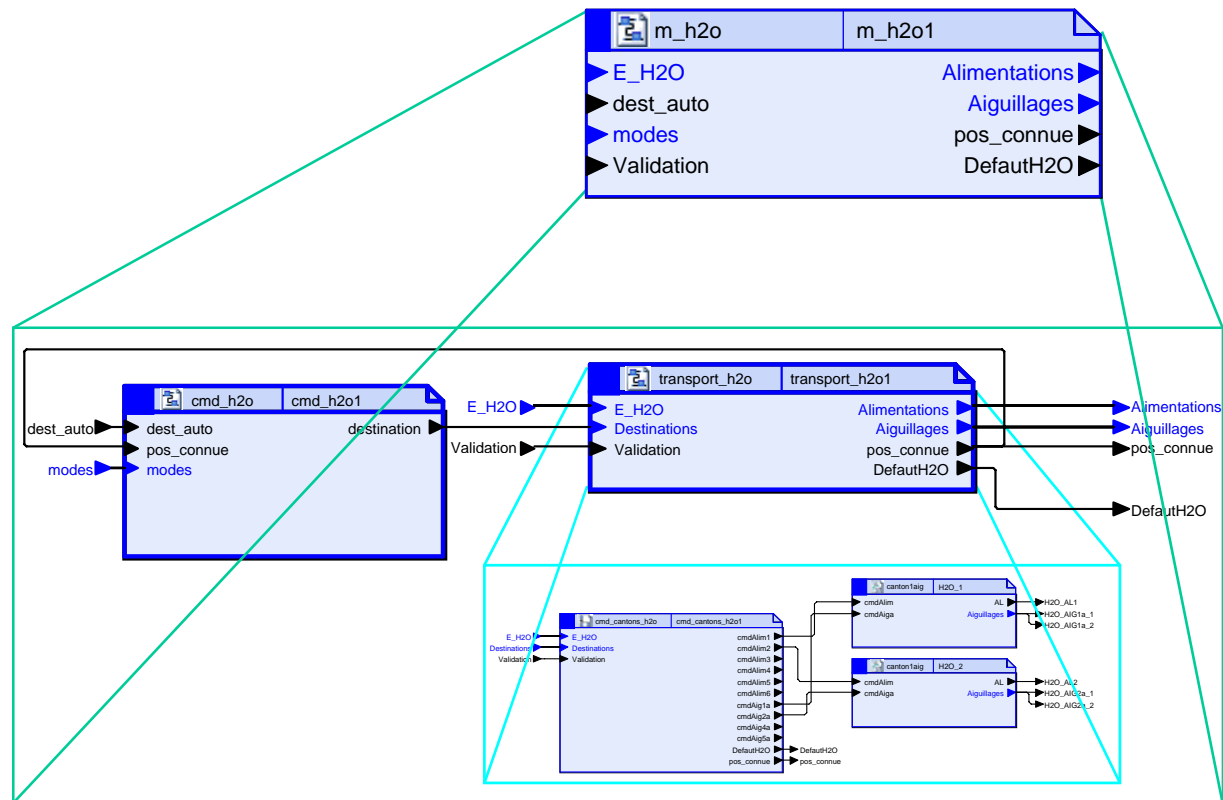 m_h2o m_h2o1
E_H2O Alimentations
dest_auto Aiguillages
modes pos_connue
Validation DefautH2O
cmd_h2o cmd_h2o1
dest_auto dest_auto destination
pos_connue
modes modes
transport_h2o transport_h2o1
E_H2O E_H2O Alimentations Alimentations
Destinations Aiguillages Aiguillages
Validation Validation pos_connue pos_connue
DefautH2O
DefautH2O
cmd_cantons_h2o cmd_cantons_h2o1
E_H2O E_H2O cmdAlim1
Destinations Destinations cmdAlim2
Validation Validation cmdAlim3
cmdAlim4
cmdAlim5
cmdAlim6
cmdAig1a
cmdAig2a
cmdAig4a
cmdAig5a
DefautH2O DefautH2O
pos_connue pos_connue
canton1aig H2O_1
cmdAlim AL H2O_AL1
cmdAiga Aiguillages H2O_AIG1a_1
H2O_AIG1a_2
canton1aig H2O_2
cmdAlim AL H2O_AL2
cmdAiga Aiguillages H2O_AIG2a_1
H2O_AIG2a_2